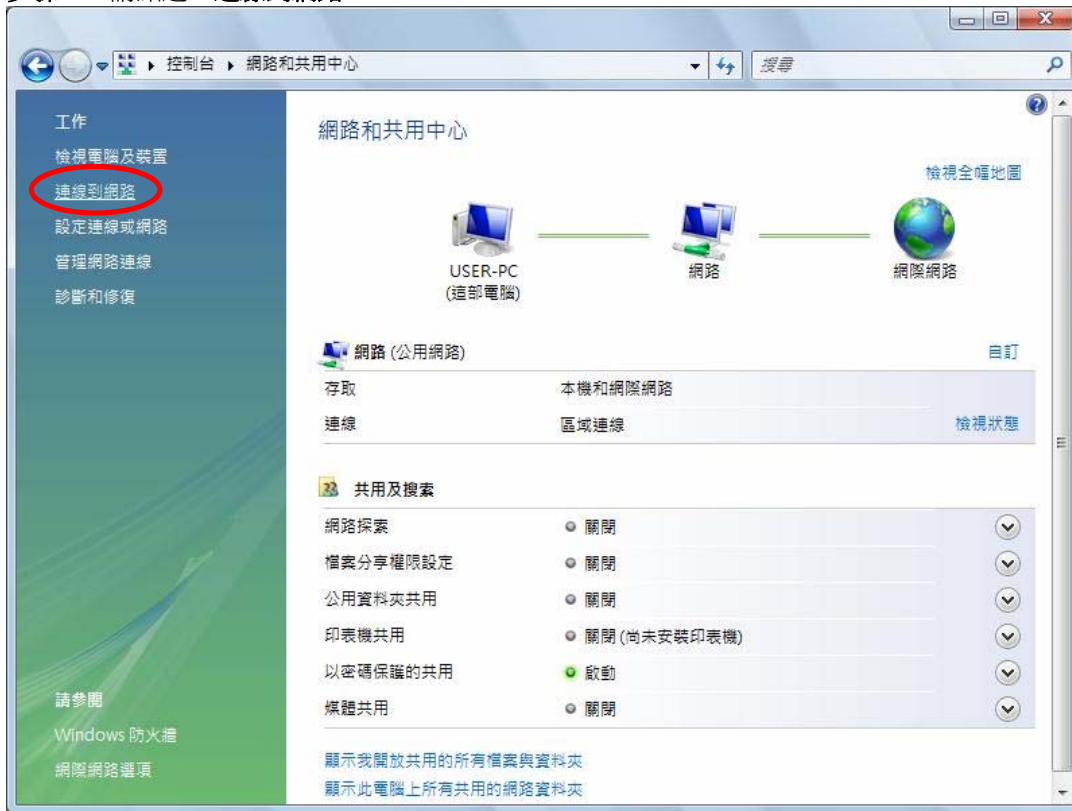 控制台 ▸ 網路和共用中心
搜尋
工作
檢視電腦及裝置
連線到網路
設定連線或網路
管理網路連線
診斷和修復
請參閱
Windows 防火牆
網際網路選項
網路和共用中心
檢視全幅地圖
USER-PC
(這部電腦)
網路
網際網路
網路 (公用網路) 自訂
存取 本機和網際網路
連線 區域連線 檢視狀態
共用及搜索
網路探索 關閉
檔案分享權限設定 關閉
公用資料夾共用 關閉
印表機共用 關閉 (尚未安裝印表機)
以密碼保護的共用 啟動
媒體共用 關閉
顯示我開放共用的所有檔案與資料夾
顯示此電腦上所有共用的網路資料夾